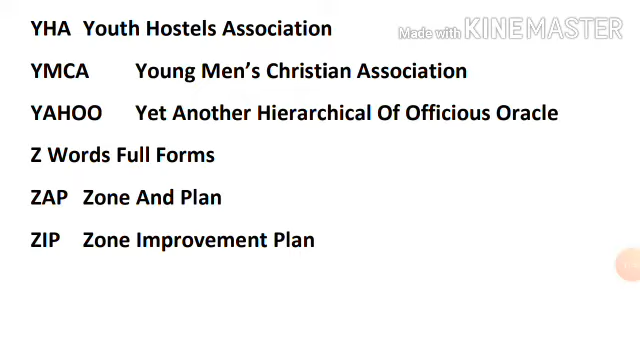 YHA Youth Hostels Association
Made with KINEMASTER
YMCA Young Men's Christian Association
YAHOO Yet Another Hierarchical Of Officious Oracle
Z Words Full Forms
ZAP Zone And Plan
ZIP Zone Improvement Plan